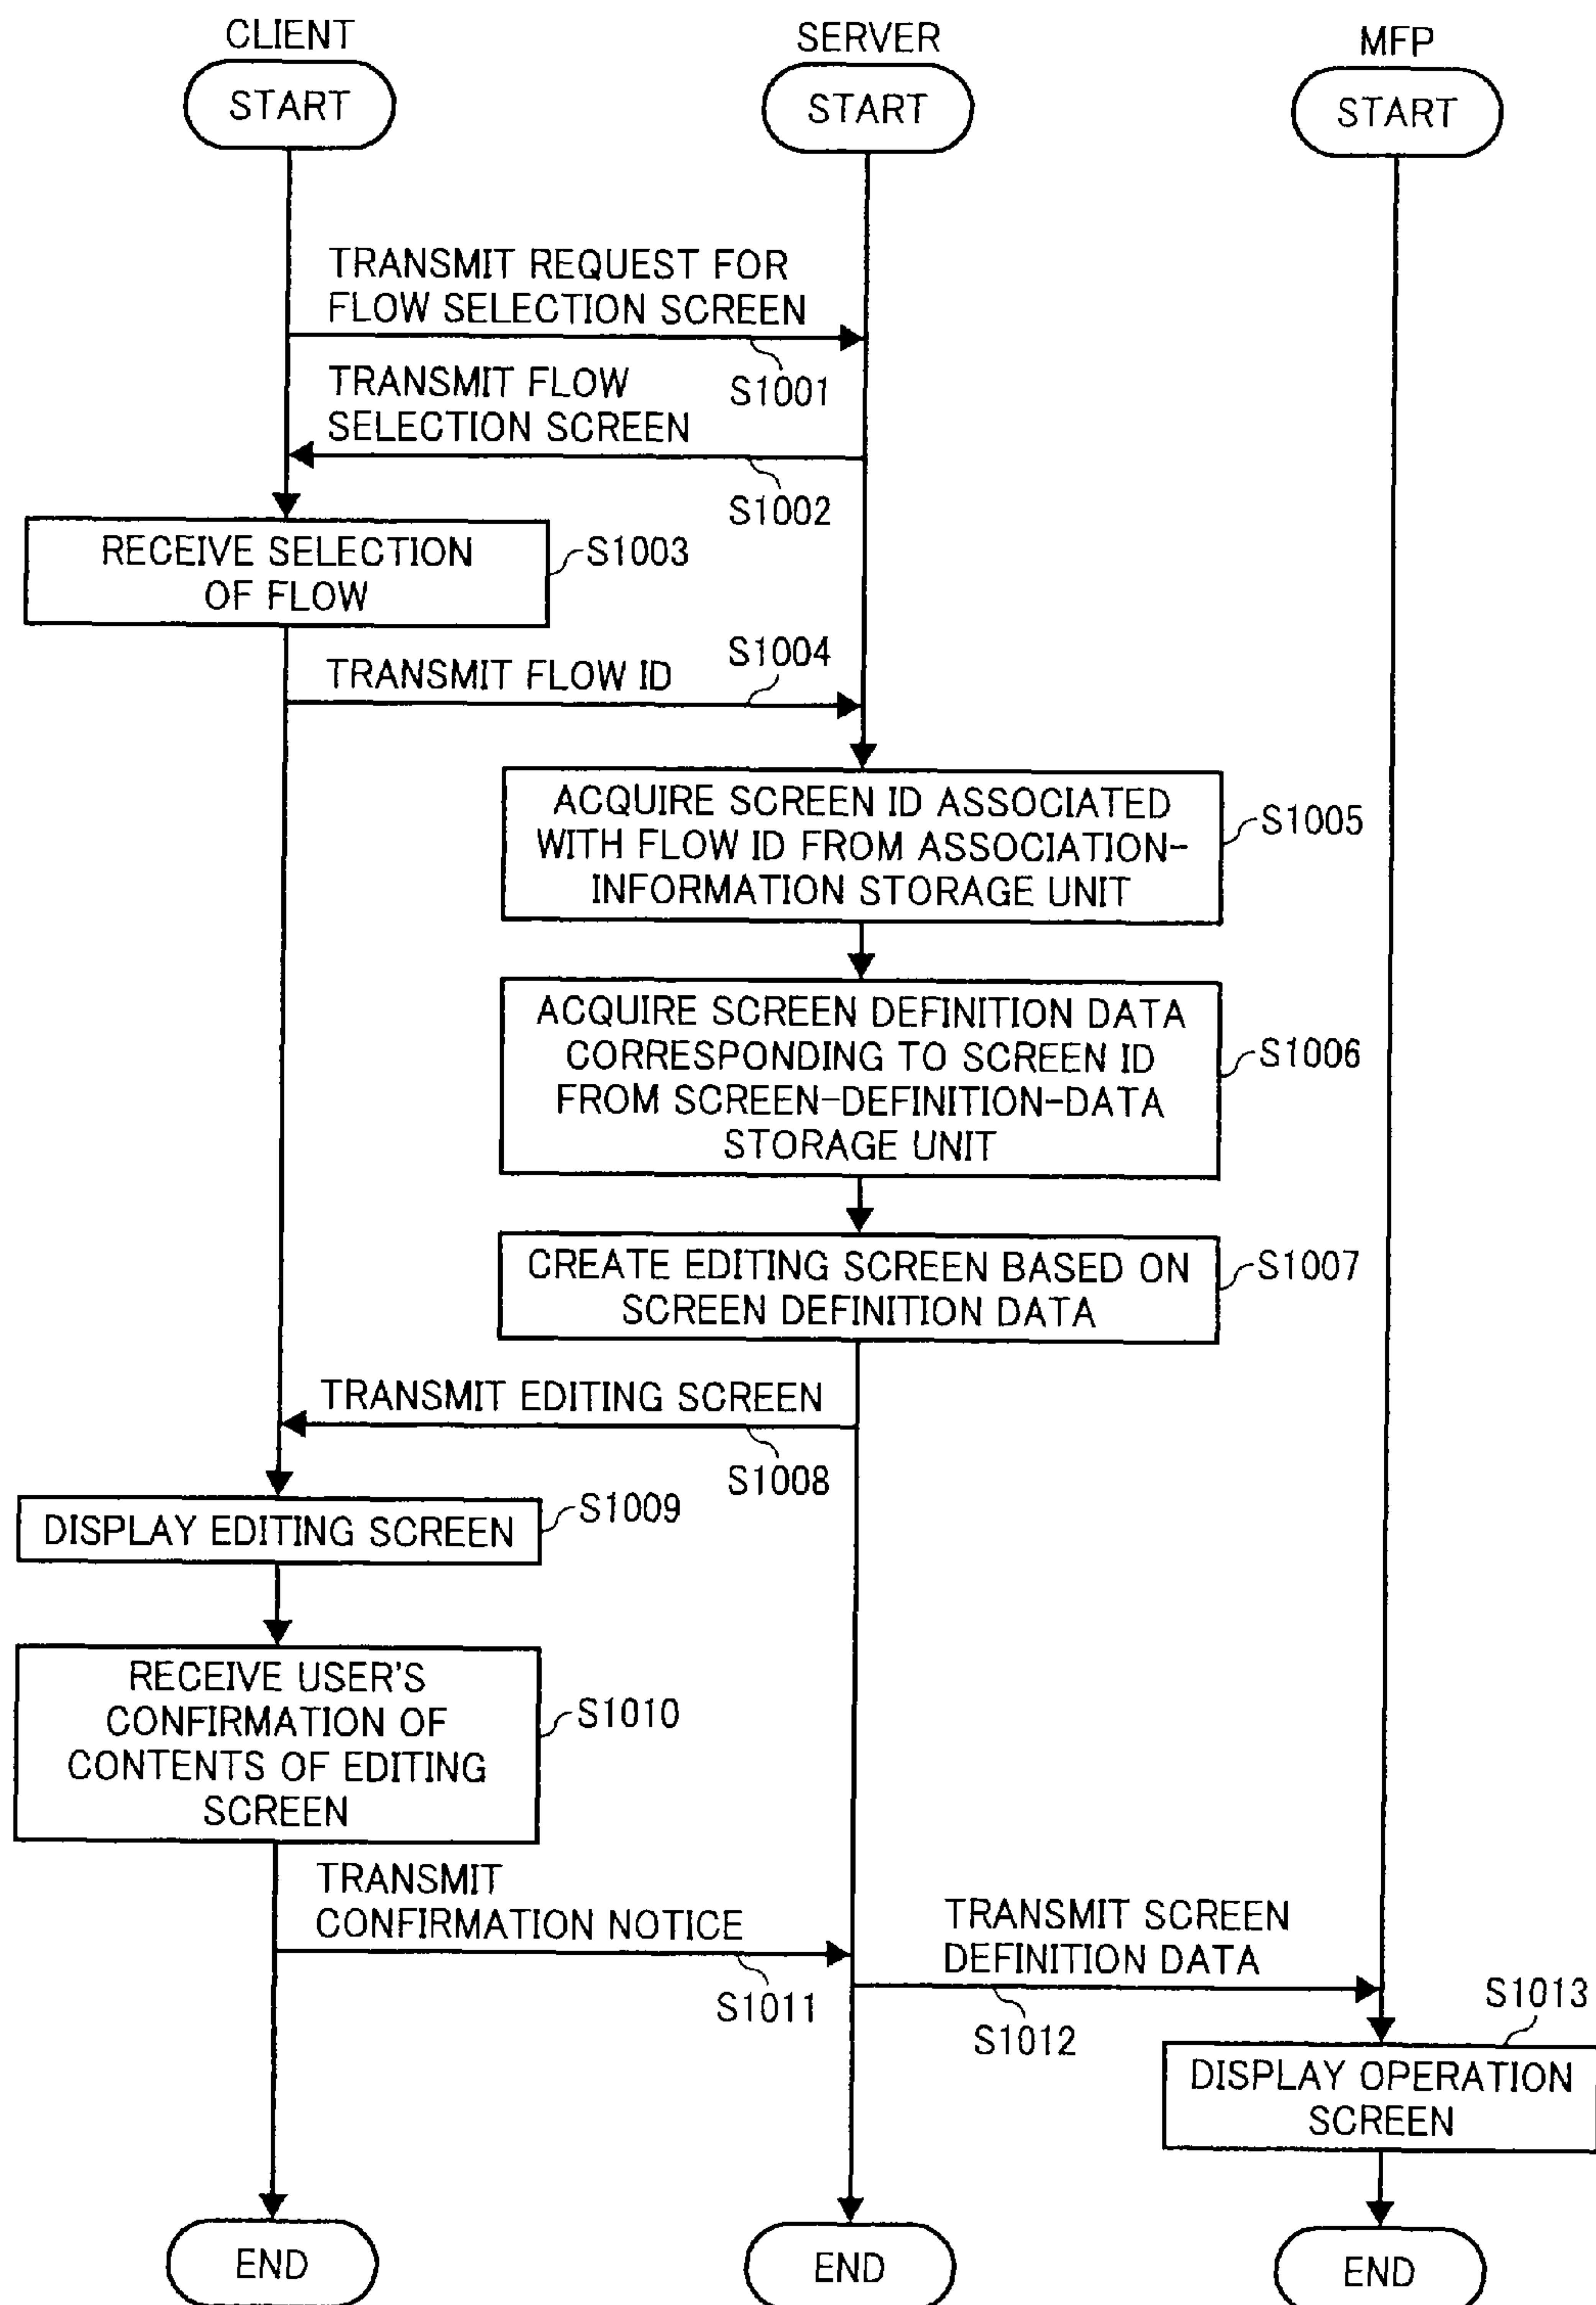 CLIENT
SERVER
MFP
START
START
START
TRANSMIT REQUEST FOR
FLOW SELECTION SCREEN
S1001
TRANSMIT FLOW
SELECTION SCREEN
S1002
RECEIVE SELECTION
OF FLOW
S1003
TRANSMIT FLOW ID
S1004
ACQUIRE SCREEN ID ASSOCIATED
WITH FLOW ID FROM ASSOCIATION-
INFORMATION STORAGE UNIT
S1005
ACQUIRE SCREEN DEFINITION DATA
CORRESPONDING TO SCREEN ID
FROM SCREEN-DEFINITION-DATA
STORAGE UNIT
S1006
CREATE EDITING SCREEN BASED ON
SCREEN DEFINITION DATA
S1007
TRANSMIT EDITING SCREEN
S1008
DISPLAY EDITING SCREEN
S1009
RECEIVE USER'S
CONFIRMATION OF
CONTENTS OF EDITING
SCREEN
S1010
TRANSMIT
CONFIRMATION NOTICE
S1011
TRANSMIT SCREEN
DEFINITION DATA
S1012
S1013
DISPLAY OPERATION
SCREEN
END
END
END